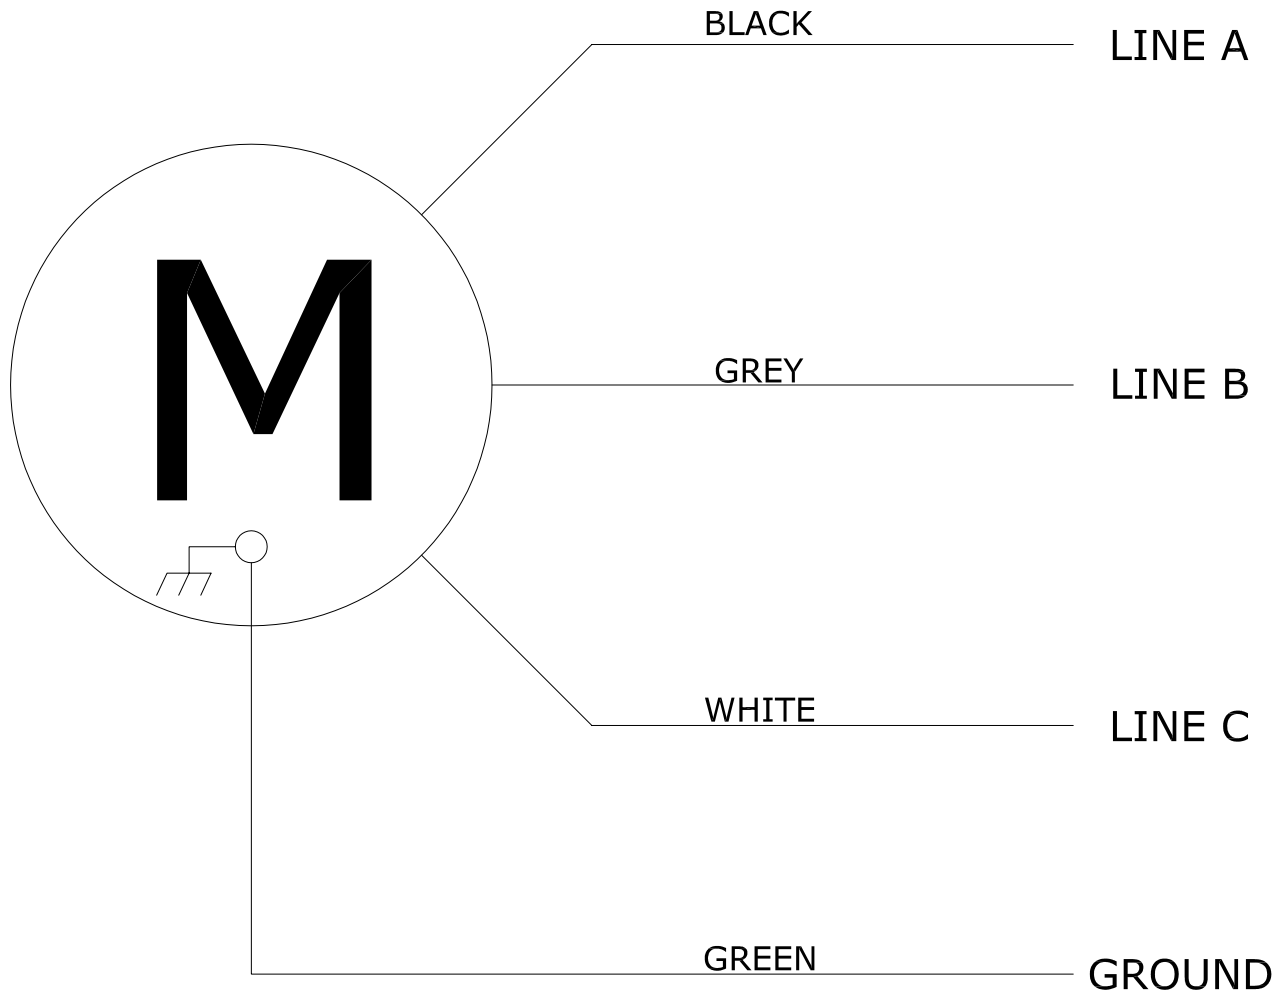 BLACK
LINE A
M
GREY
LINE B
WHITE
LINE C
GREEN
GROUND